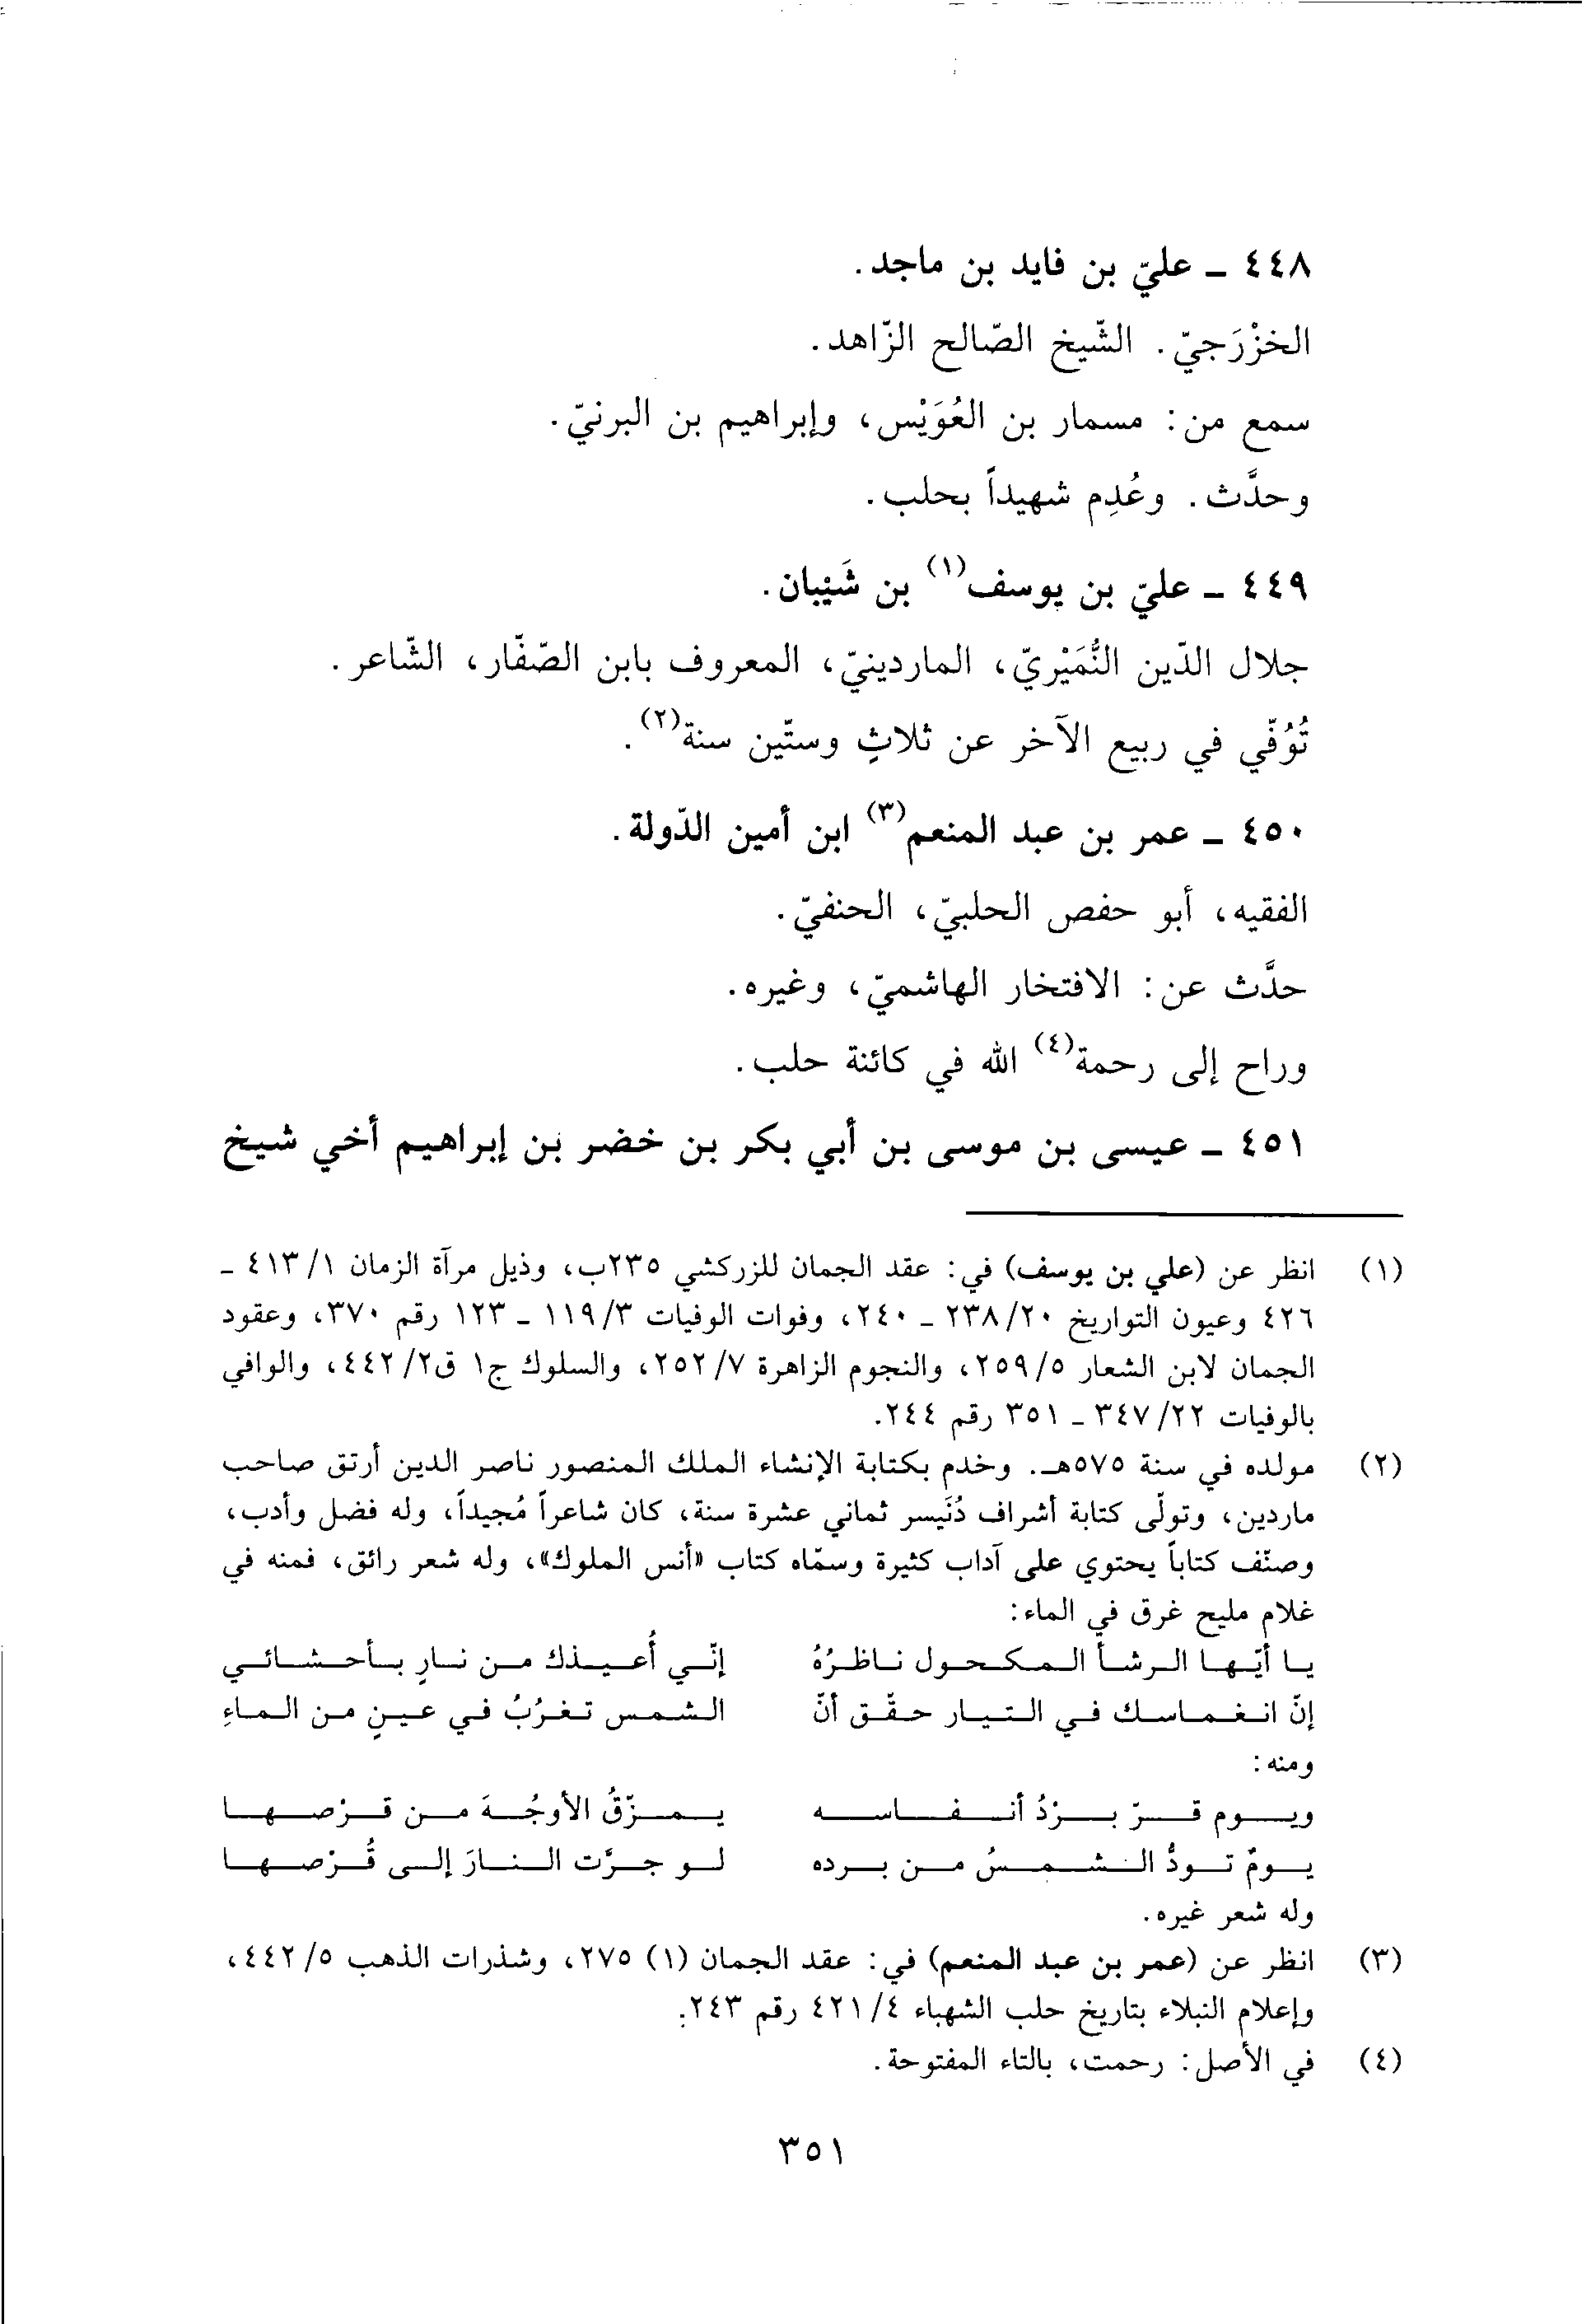 ٤٤٨ ـ عليّ بن فايد بن ماجد.
الخزْرَجيّ. الشّيخ الصّالح الزّاهد.
سمع من: مسمار بن العُوَيْس، وإبراهيم بن البرنيّ.
وحدَّث. وعُدِم شهيداً بحلب.
٤٤٩ ـ عليّ بن يوسف(١) بن شَيْبان.
جلال الدّين النُّمَيْريّ، الماردينيّ، المعروف بابن الصّفّار، الشّاعر.
تُوُفّي في ربيع الآخر عن ثلاثٍ وستّين سنة(٢).
٤٥٠ ـ عمر بن عبد المنعم(٣) ابن أمين الدّولة.
الفقيه، أبو حفص الحلبيّ، الحنفيّ.
حدَّث عن: الافتخار الهاشميّ، وغيره.
وراح إلى رحمة(٤) الله في كائنة حلب.
٤٥١ ـ عيسى بن موسى بن أبي بكر بن خضر بن إبراهيم أخي شيخ
(١) انظر عن (علي بن يوسف) في: عقد الجمان للزركشي ٢٣٥ب، وذيل مرآة الزمان ١/ ٤١٣ ـ
٤٢٦ وعيون التواريخ ٢٠/ ٢٣٨ ـ ٢٤٠، وفوات الوفيات ٣/ ١١٩ ـ ١٢٣ رقم ٣٧٠، وعقود
الجمان لابن الشعار ٥/ ٢٥٩، والنجوم الزاهرة ٧/ ٢٥٢، والسلوك ج١ ق٢/ ٤٤٢، والوافي
بالوفيات ٢٢/ ٣٤٧ ـ ٣٥١ رقم ٢٤٤.
(٢) مولده في سنة ٥٧٥هـ. وخدم بكتابة الإنشاء الملك المنصور ناصر الدين أرتق صاحب
ماردين، وتولّى كتابة أشراف دُنَيسر ثماني عشرة سنة، كان شاعراً مُجيداً، وله فضل وأدب،
وصنّف كتاباً يحتوي على آداب كثيرة وسمّاه كتاب «أنس الملوك»، وله شعر رائق، فمنه في
غلام مليح غرق في الماء:
يا أيّها الرشأ المكحول ناظرُهُ إنّي أُعيذك من نارٍ بأحشائي
إنّ انغماسك في التيار حقّق أنّ الشمس تغرُبُ في عينٍ من الماءِ
ومنه:
ويوم قرّ بردُ أنفاسه يمزّقُ الأوجُهَ من قرْصها
يومٌ تودُّ الشمسُ من برده لو جرَّت النارَ إلى قُرْصها
وله شعر غيره.
(٣) انظر عن (عمر بن عبد المنعم) في: عقد الجمان (١) ٢٧٥، وشذرات الذهب ٥/ ٤٤٢،
وإعلام النبلاء بتاريخ حلب الشهباء ٤/ ٤٢١ رقم ٢٤٣.
(٤) في الأصل: رحمت، بالتاء المفتوحة.
٣٥١